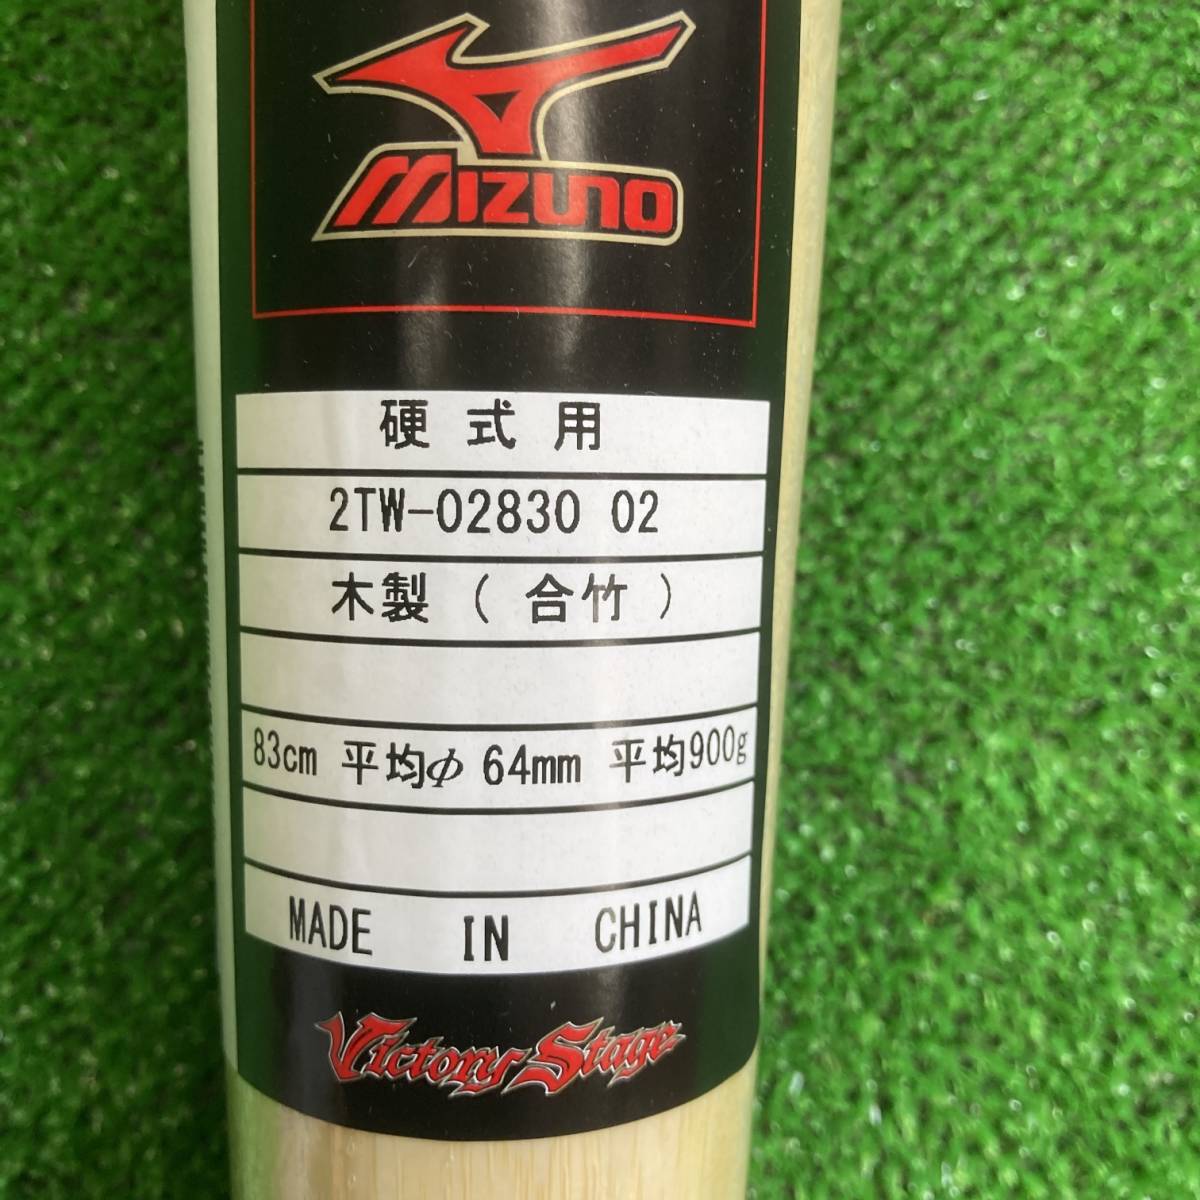 MIZUNO
硬式用
2TW-02830 02
木製 ( 合竹 )
83cm 平均φ 64mm 平均900g
MADE IN CHINA
Victory Stage